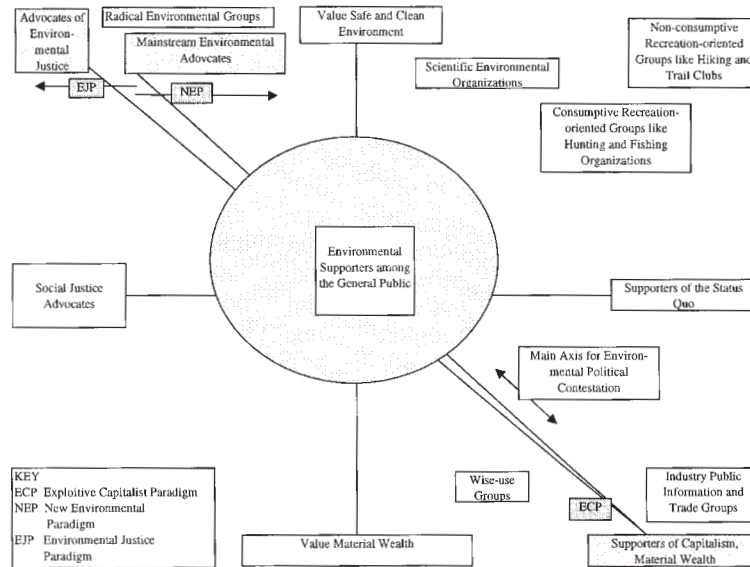 Advocates of
Environ-
mental
Justice
Radical Environmental Groups
Mainstream Environmental
Adovcates
Value Safe and Clean
Environment
Scientific Environmental
Organizations
Non-consumptive
Recreation-oriented
Groups like Hiking and
Trail Clubs
EJP
NEP
Consumptive Recreation-
oriented Groups like
Hunting and Fishing
Organizations
Environmental
Supporters among
the General Public
Social Justice
Advocates
Supporters of the Status
Quo
Main Axis for Environ-
mental Political
Contestation
KEY
ECP Exploitive Capitalist Paradigm
NEP New Environmental
Paradigm
EJP Environmental Justice
Paradigm
Wise-use
Groups
ECP
Industry Public
Information and
Trade Groups
Value Material Wealth
Supporters of Capitalism,
Material Wealth